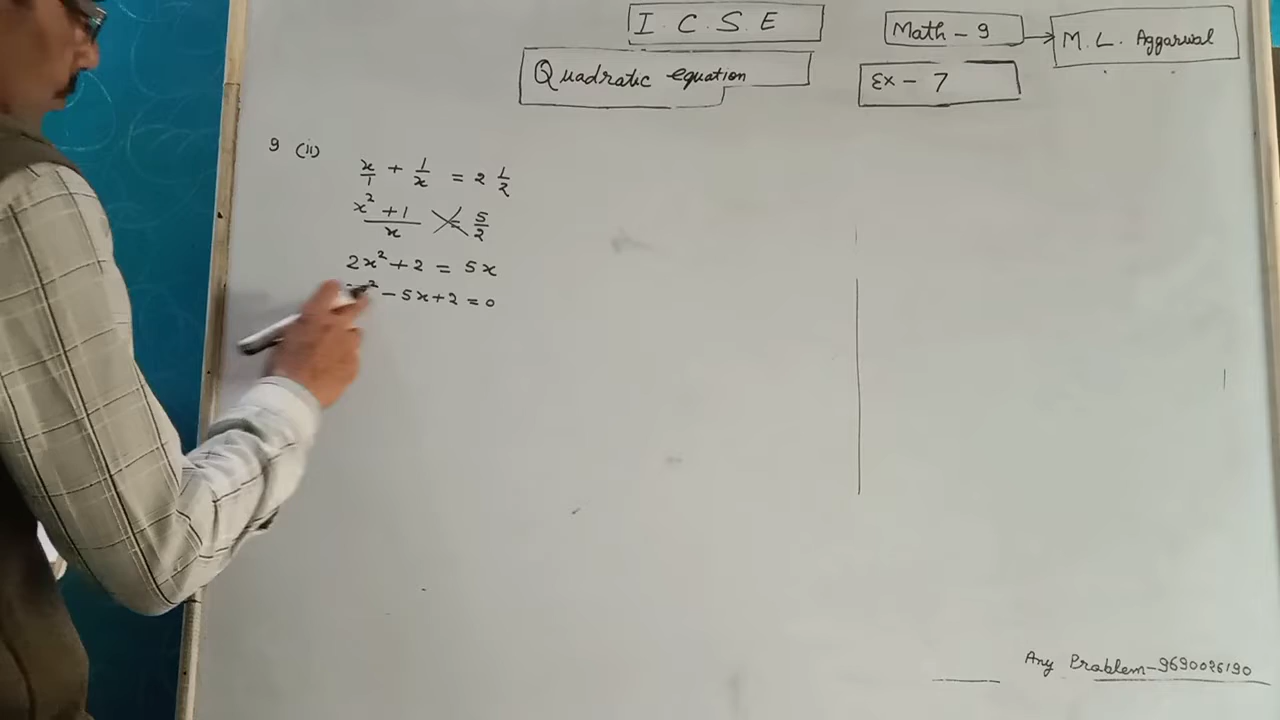 I. C. S. E
Math - 9
M. L. Aggarwal
Quadratic equation
Ex - 7
9 (ii)
x/1 + 1/x = 2 1/2
x² + 1 / x = 5/2
2x² + 2 = 5x
² - 5x + 2 = 0
Any Problem - 9690026190